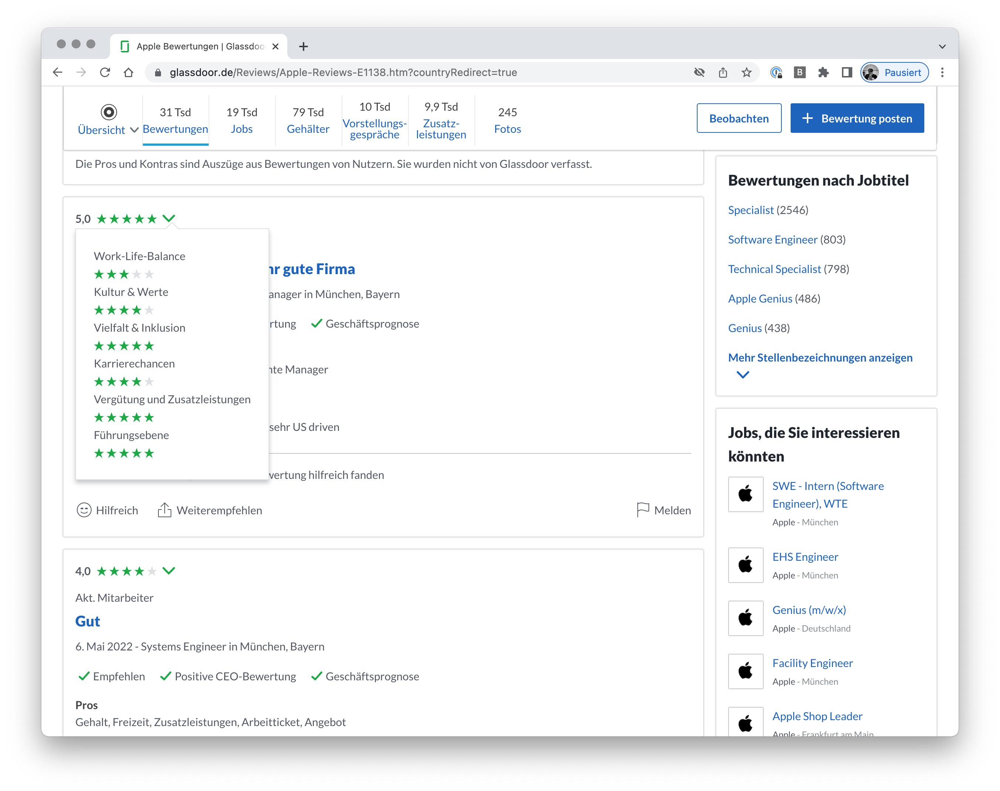 Apple Bewertungen | Glassdoo
glassdoor.de/Reviews/Apple-Reviews-E1138.htm?countryRedirect=true
B
Pausiert
Übersicht
31 Tsd
Bewertungen
19 Tsd
Jobs
79 Tsd
Gehälter
10 Tsd
Vorstellungs-
gespräche
9,9 Tsd
Zusatz-
leistungen
245
Fotos
Beobachten
Bewertung posten
Die Pros und Kontras sind Auszüge aus Bewertungen von Nutzern. Sie wurden nicht von Glassdoor verfasst.
5,0
Work-Life-Balance
Kultur & Werte
Vielfalt & Inklusion
Karrierechancen
Vergütung und Zusatzleistungen
Führungsebene
hr gute Firma
anager in München, Bayern
rtung Geschäftsprognose
nte Manager
sehr US driven
wertung hilfreich fanden
Hilfreich Weiterempfehlen Melden
4,0
Akt. Mitarbeiter
Gut
6. Mai 2022 - Systems Engineer in München, Bayern
Empfehlen Positive CEO-Bewertung Geschäftsprognose
Pros
Gehalt, Freizeit, Zusatzleistungen, Arbeitticket, Angebot
Bewertungen nach Jobtitel
Specialist (2546)
Software Engineer (803)
Technical Specialist (798)
Apple Genius (486)
Genius (438)
Mehr Stellenbezeichnungen anzeigen
Jobs, die Sie interessieren
könnten
SWE - Intern (Software
Engineer), WTE
Apple - München
EHS Engineer
Apple - München
Genius (m/w/x)
Apple - Deutschland
Facility Engineer
Apple - München
Apple Shop Leader
Apple - Frankfurt am Main